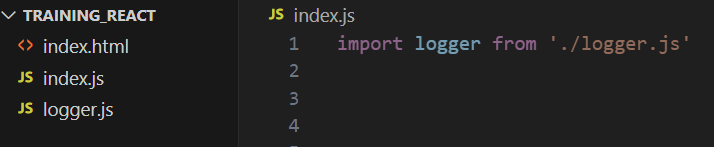 TRAINING_REACT
<> index.html
JS index.js
JS logger.js
JS index.js
1 import logger from './logger.js'
2
3
4